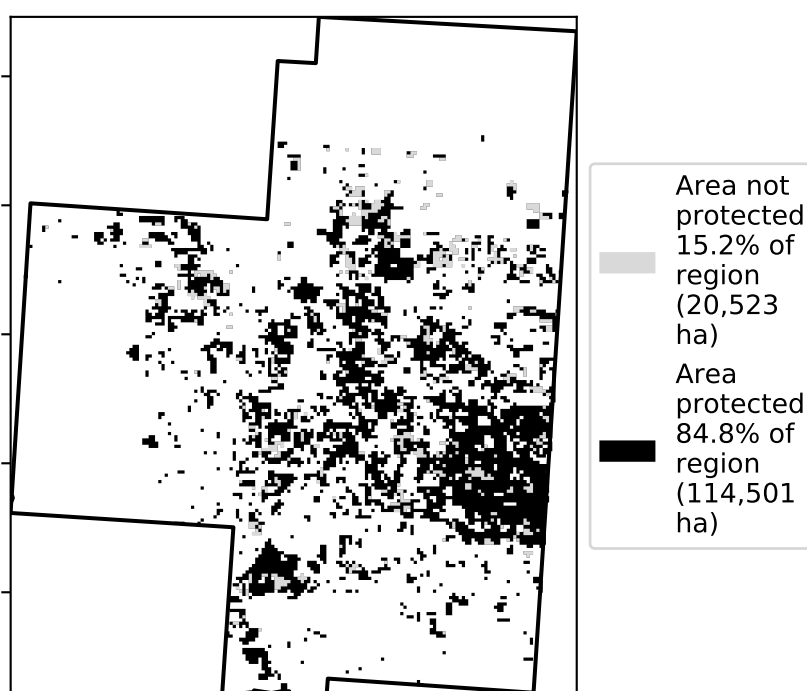 Area not
protected
15.2% of
region
(20,523
ha)
Area
protected
84.8% of
region
(114,501
ha)